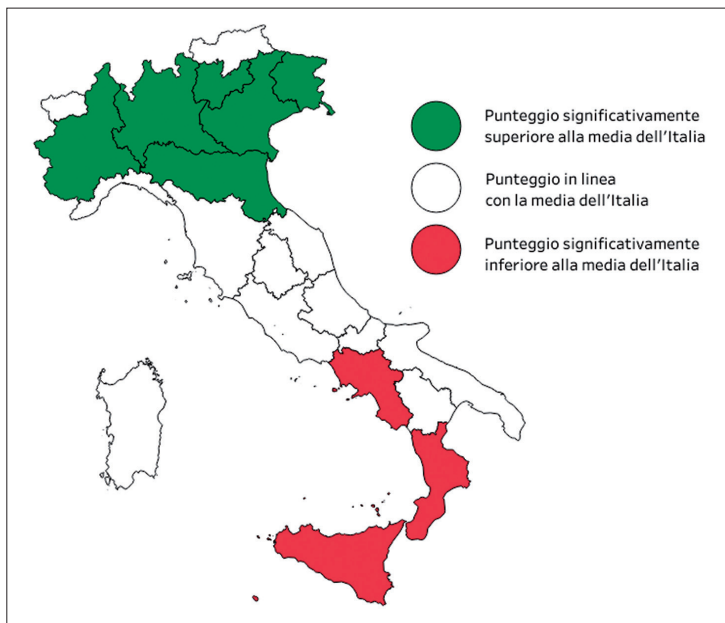 Punteggio significativamente
superiore alla media dell'Italia
Punteggio in linea
con la media dell'Italia
Punteggio significativamente
inferiore alla media dell'Italia